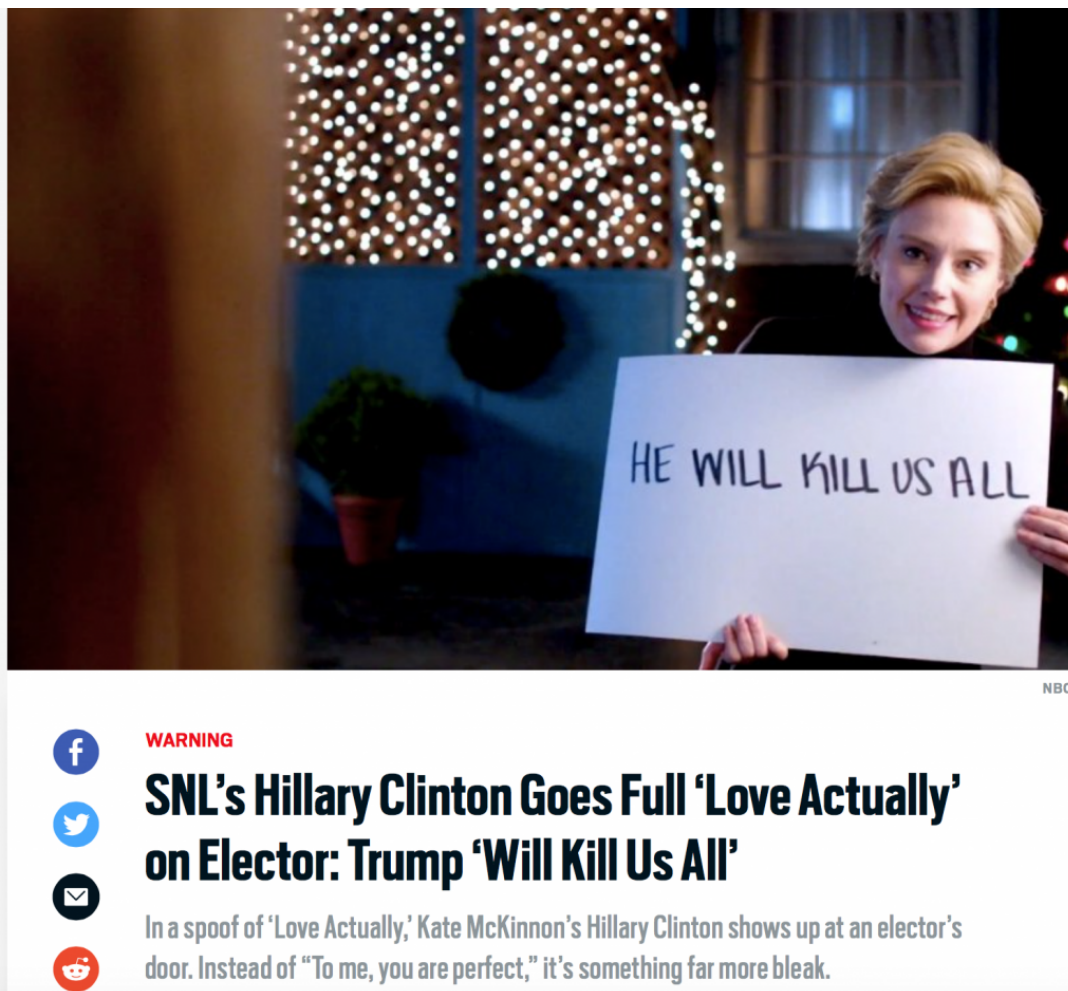 HE WILL KILL US ALL
NBC
WARNING
SNL's Hillary Clinton Goes Full ‘Love Actually’
on Elector: Trump ‘Will Kill Us All’
In a spoof of ‘Love Actually,’ Kate McKinnon’s Hillary Clinton shows up at an elector’s
door. Instead of “To me, you are perfect,” it’s something far more bleak.